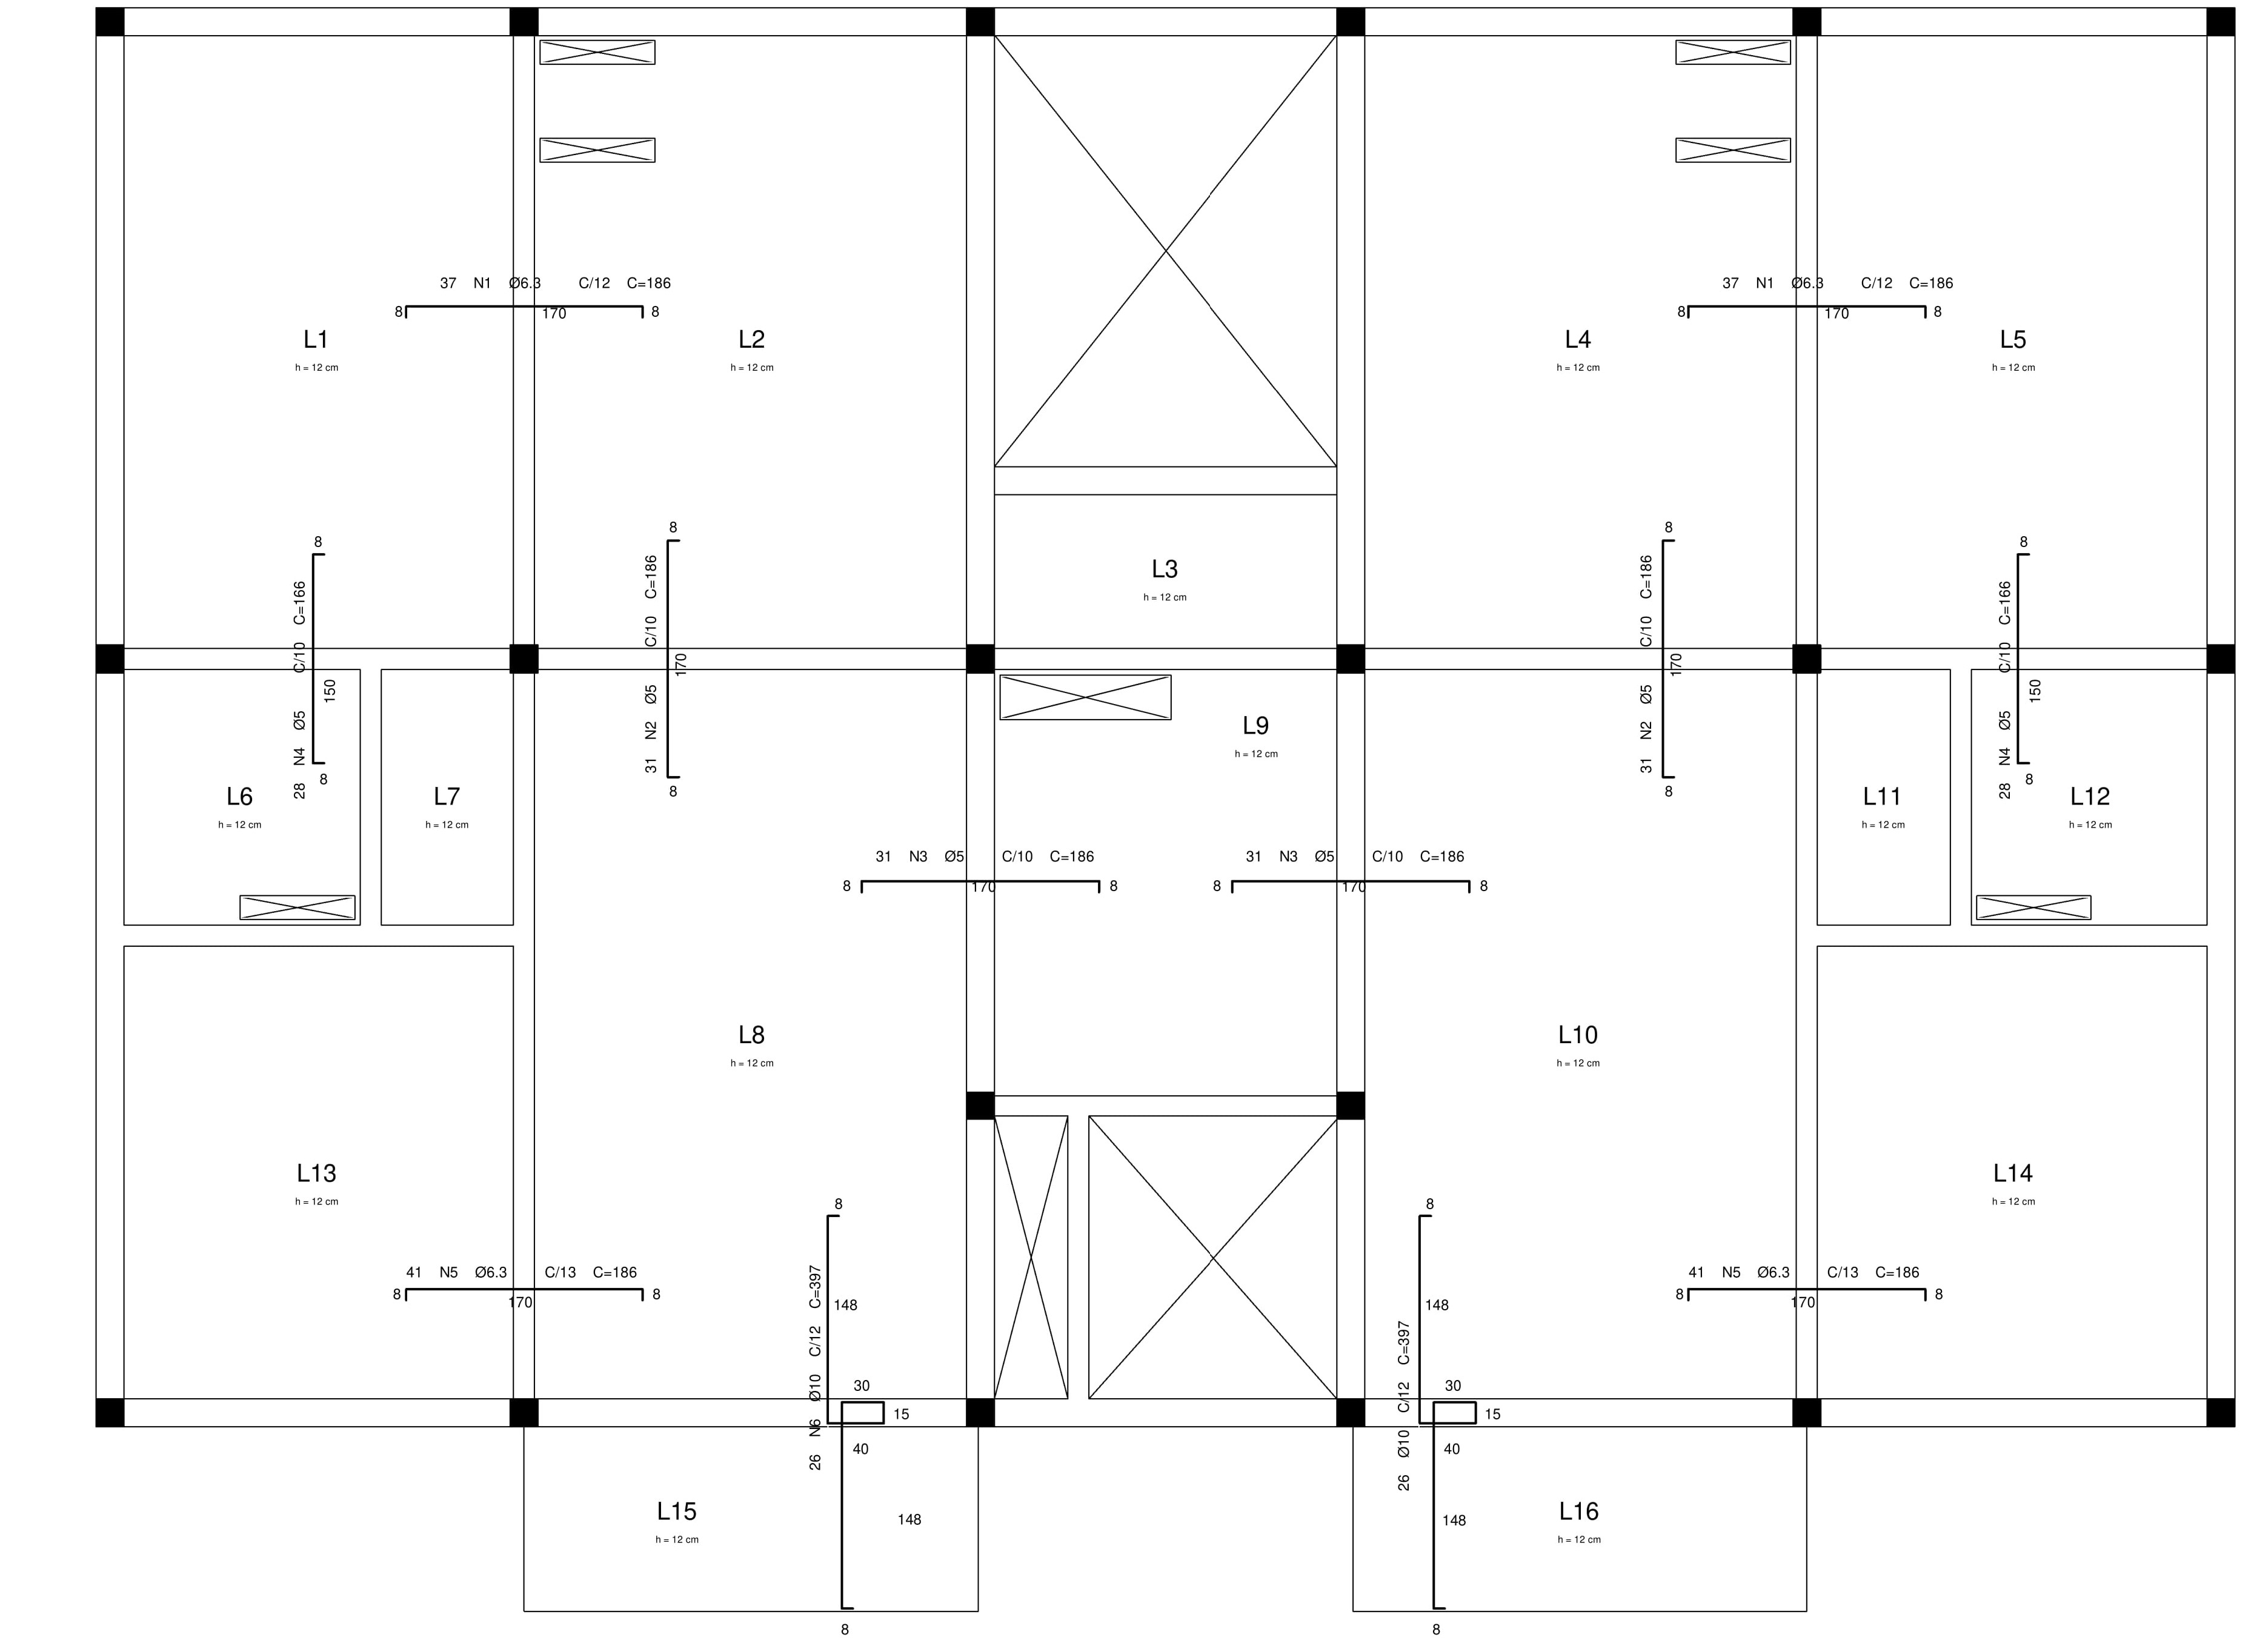 37 N1 Ø6.3 C/12 C=186
8 170 8
37 N1 Ø6.3 C/12 C=186
8 170 8
L1
h = 12 cm
L2
h = 12 cm
L4
h = 12 cm
L5
h = 12 cm
8
28 N4 Ø5 C/10 C=166
150
8
8
31 N2 Ø5 C/10 C=186
170
8
L3
h = 12 cm
8
31 N2 Ø5 C/10 C=186
170
8
8
28 N4 Ø5 C/10 C=166
150
8
L6
h = 12 cm
L7
h = 12 cm
L9
h = 12 cm
L11
h = 12 cm
L12
h = 12 cm
31 N3 Ø5 C/10 C=186
8 170 8
31 N3 Ø5 C/10 C=186
8 170 8
L8
h = 12 cm
L10
h = 12 cm
L13
h = 12 cm
L14
h = 12 cm
41 N5 Ø6.3 C/13 C=186
8 170 8
8
26 N6 Ø10 C/12 C=397
148
30
15
40
148
8
8
26 Ø10 C/12 C=397
148
30
15
40
148
8
41 N5 Ø6.3 C/13 C=186
8 170 8
L15
h = 12 cm
L16
h = 12 cm